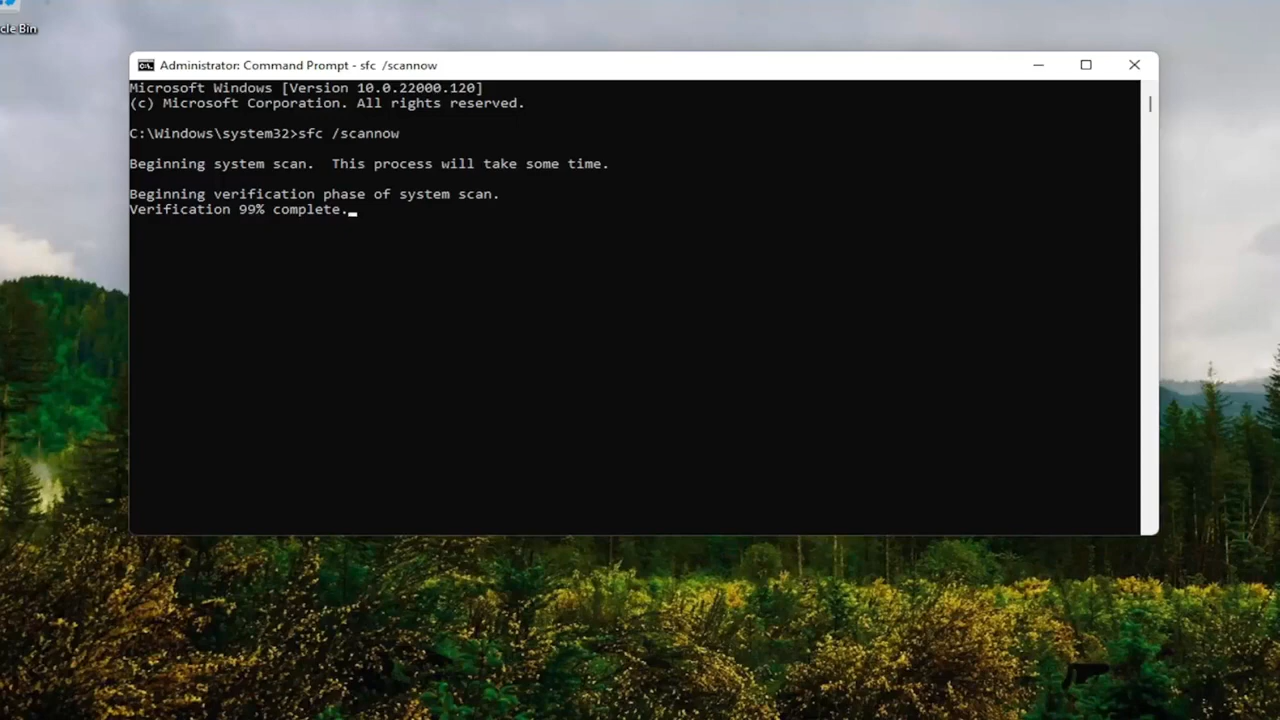 cle Bin
Administrator: Command Prompt - sfc  /scannow
Microsoft Windows [Version 10.0.22000.120]
(c) Microsoft Corporation. All rights reserved.
C:\Windows\system32>sfc /scannow
Beginning system scan.  This process will take some time.
Beginning verification phase of system scan.
Verification 99% complete.